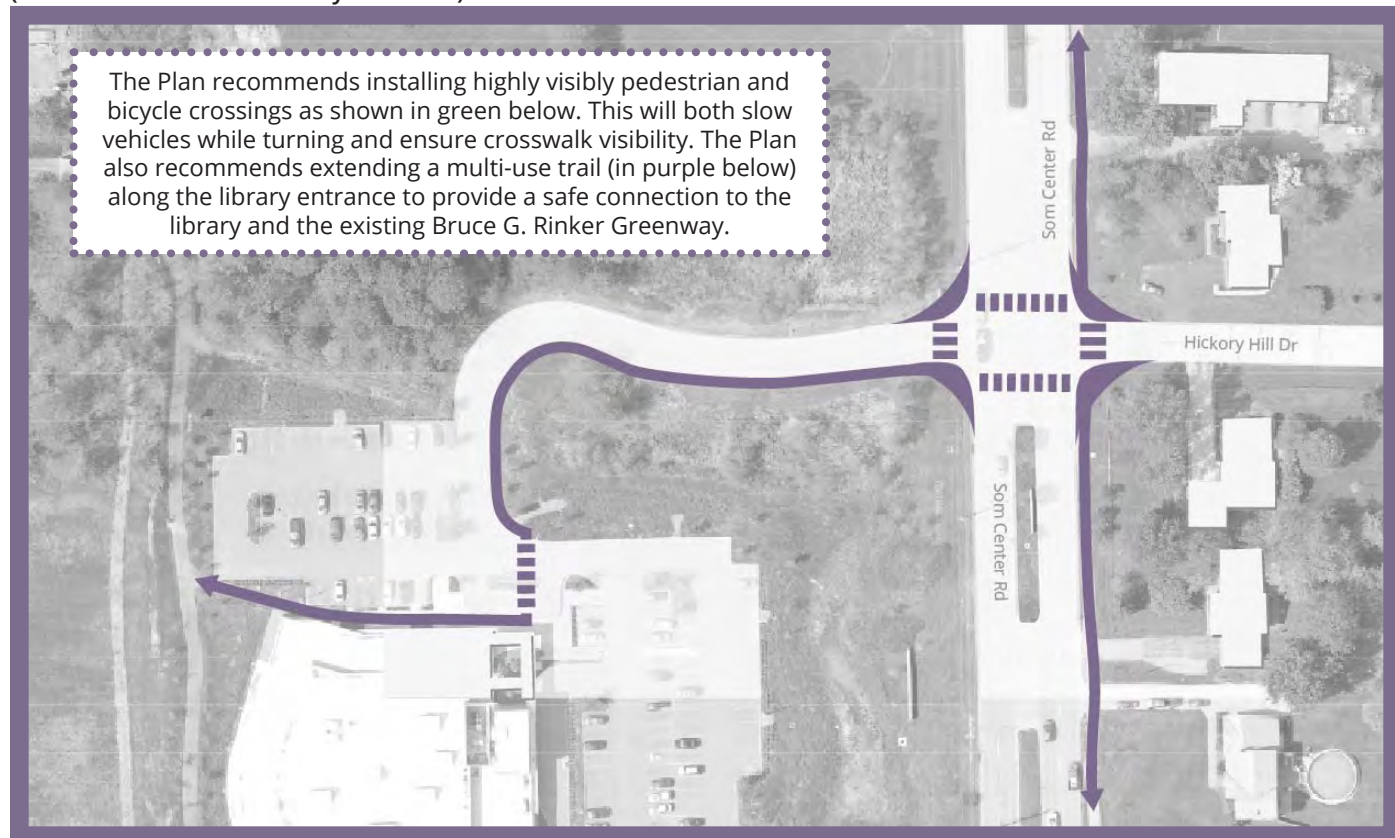 The Plan recommends installing highly visibly pedestrian and
bicycle crossings as shown in green below. This will both slow
vehicles while turning and ensure crosswalk visibility. The Plan
also recommends extending a multi-use trail (in purple below)
along the library entrance to provide a safe connection to the
library and the existing Bruce G. Rinker Greenway.
Som Center Rd
Hickory Hill Dr
Som Center Rd